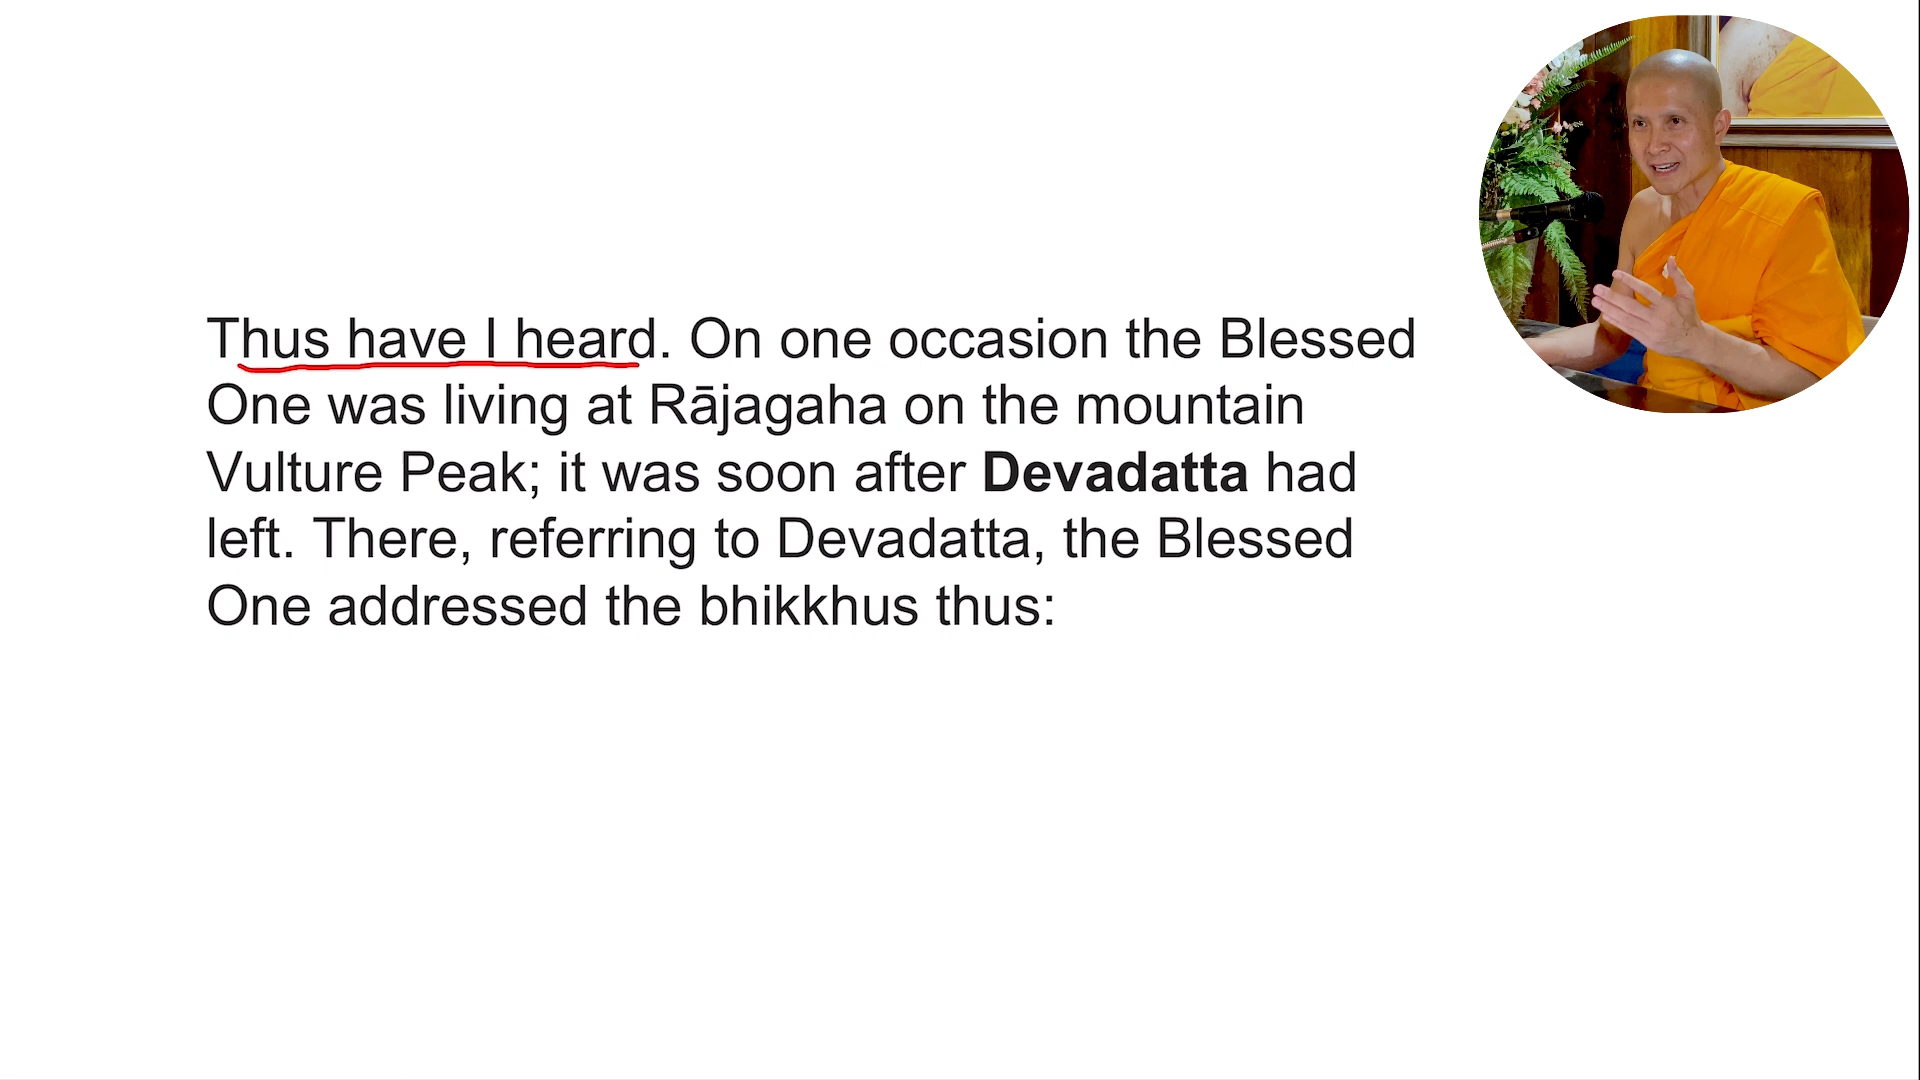 Thus have I heard. On one occasion the Blessed
One was living at Rājagaha on the mountain
Vulture Peak; it was soon after Devadatta had
left. There, referring to Devadatta, the Blessed
One addressed the bhikkhus thus: